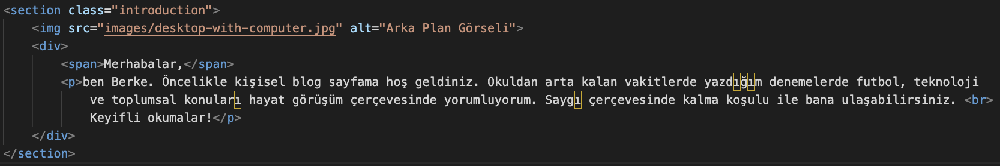 <section class="introduction">
<img src="images/desktop-with-computer.jpg" alt="Arka Plan Görseli">
<div>
<span>Merhabalar,</span>
<p>ben Berke. Öncelikle kişisel blog sayfama hoş geldiniz. Okuldan arta kalan vakitlerde yazdığım denemelerde futbol, teknoloji
ve toplumsal konuları hayat görüşüm çerçevesinde yorumluyorum. Saygı çerçevesinde kalma koşulu ile bana ulaşabilirsiniz. <br>
Keyifli okumalar!</p>
</div>
</section>